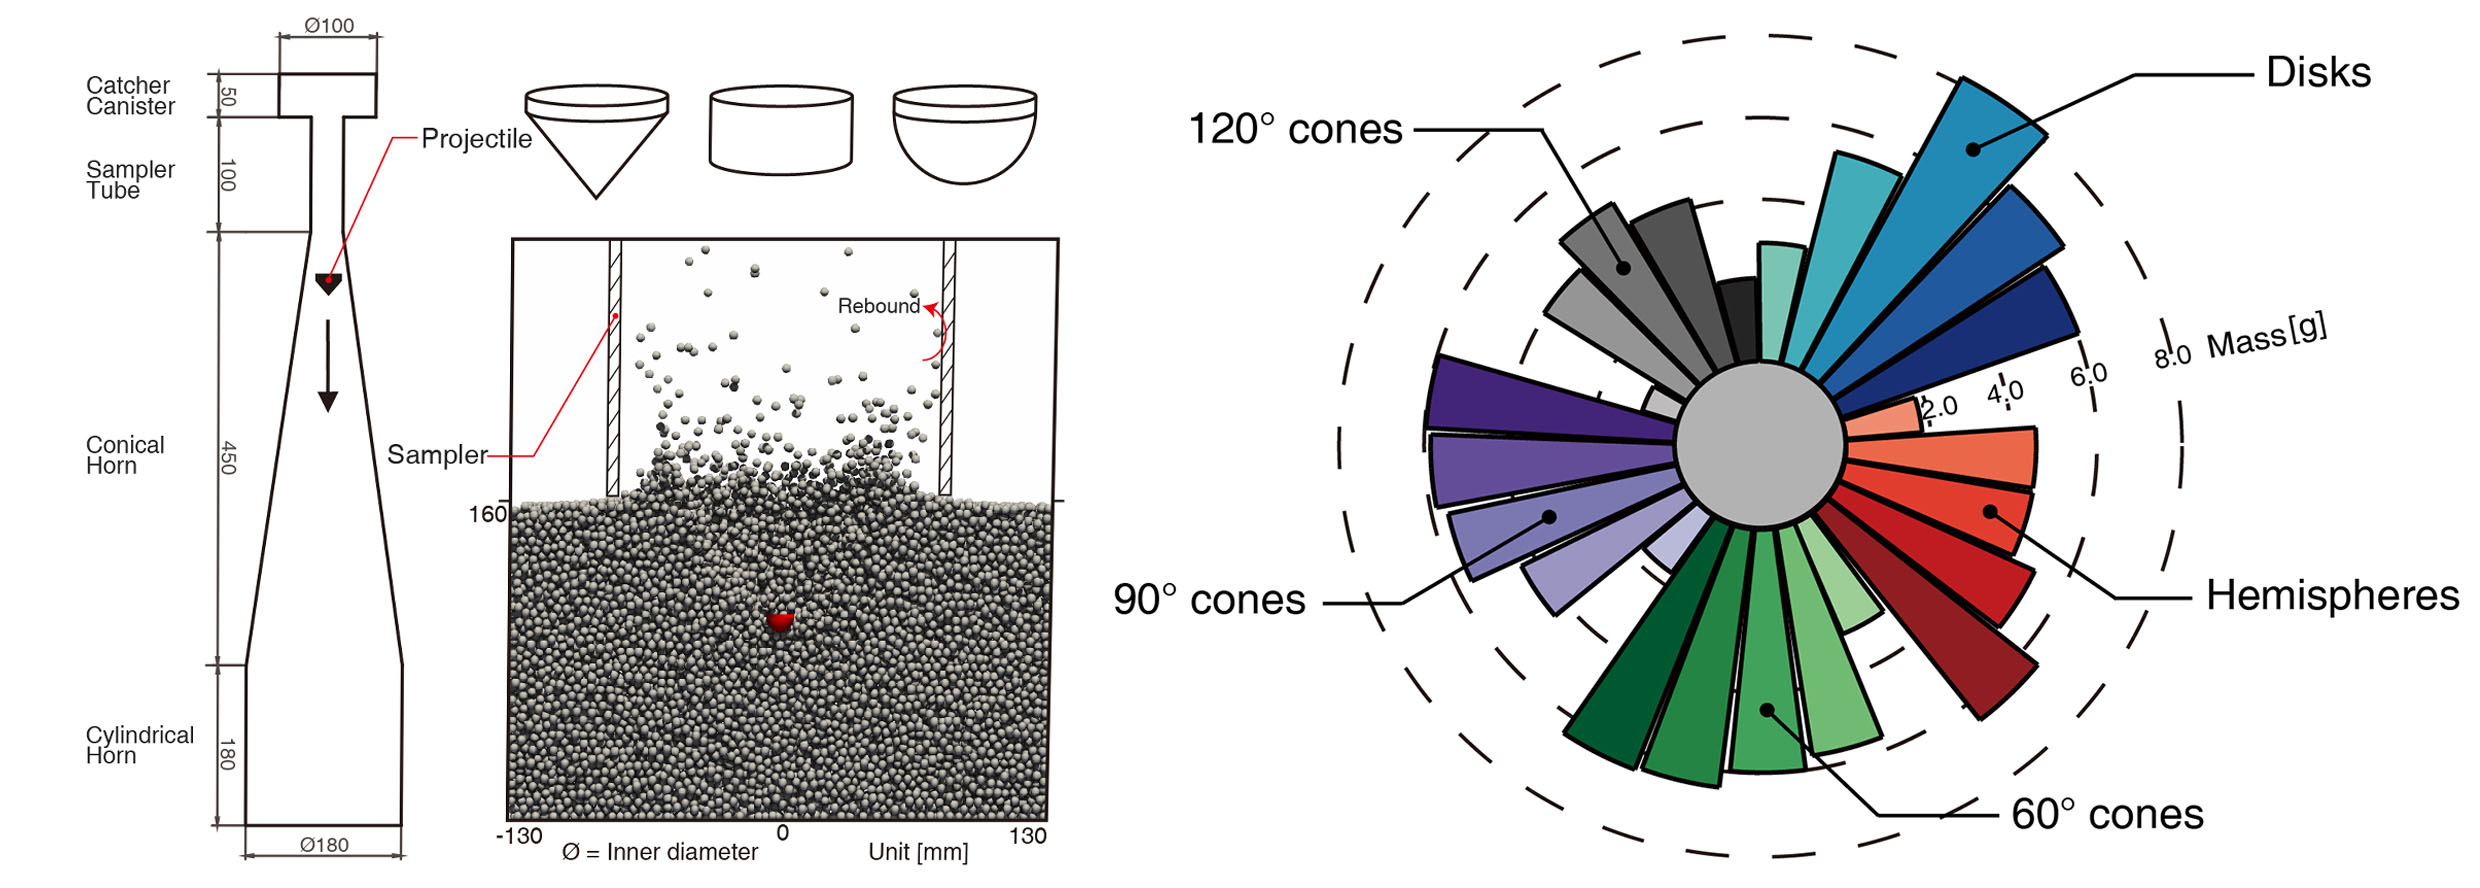 Ø100
Catcher
Canister
50
Projectile
Sampler
Tube
100
Conical
Horn
450
Cylindrical
Horn
180
Ø180
Rebound
Sampler
160
-130
0
130
Ø = Inner diameter
Unit [mm]
Disks
120° cones
Mass[g]
8.0
6.0
4.0
2.0
90° cones
Hemispheres
60° cones